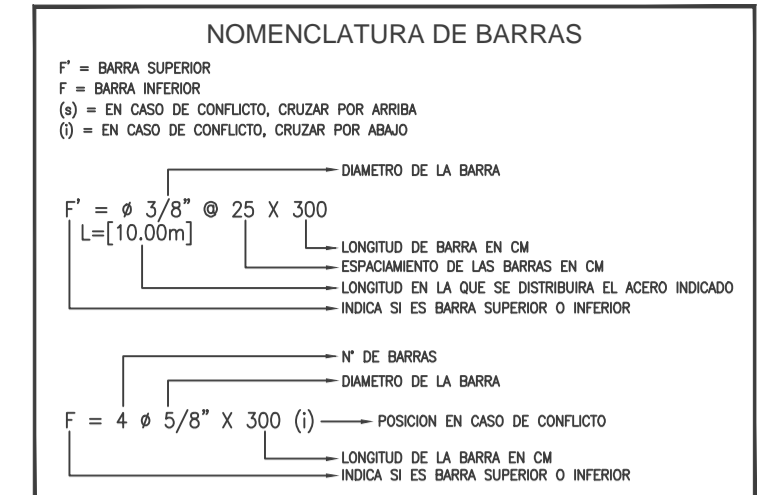 NOMENCLATURA DE BARRAS
F' = BARRA SUPERIOR
F = BARRA INFERIOR
(s) = EN CASO DE CONFLICTO, CRUZAR POR ARRIBA
(i) = EN CASO DE CONFLICTO, CRUZAR POR ABAJO
DIAMETRO DE LA BARRA
F' = ø 3/8" @ 25 X 300
L=[10.00m]
LONGITUD DE BARRA EN CM
ESPACIAMIENTO DE LAS BARRAS EN CM
LONGITUD EN LA QUE SE DISTRIBUIRA EL ACERO INDICADO
INDICA SI ES BARRA SUPERIOR O INFERIOR
N° DE BARRAS
DIAMETRO DE LA BARRA
F = 4 ø 5/8" X 300 (i) POSICION EN CASO DE CONFLICTO
LONGITUD DE LA BARRA EN CM
INDICA SI ES BARRA SUPERIOR O INFERIOR